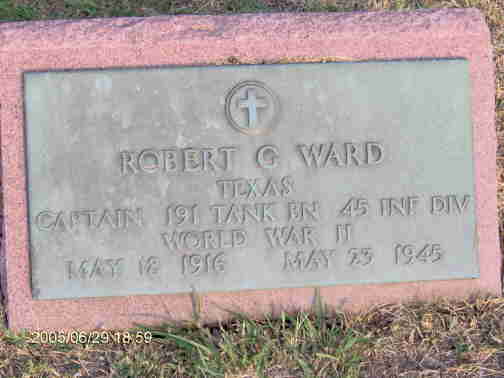 ROBERT G WARD
TEXAS
CAPTAIN 191 TANK BN 45 INF DIV
WORLD WAR II
MAY 18 1916 MAY 23 1945
2005/06/29 18:59